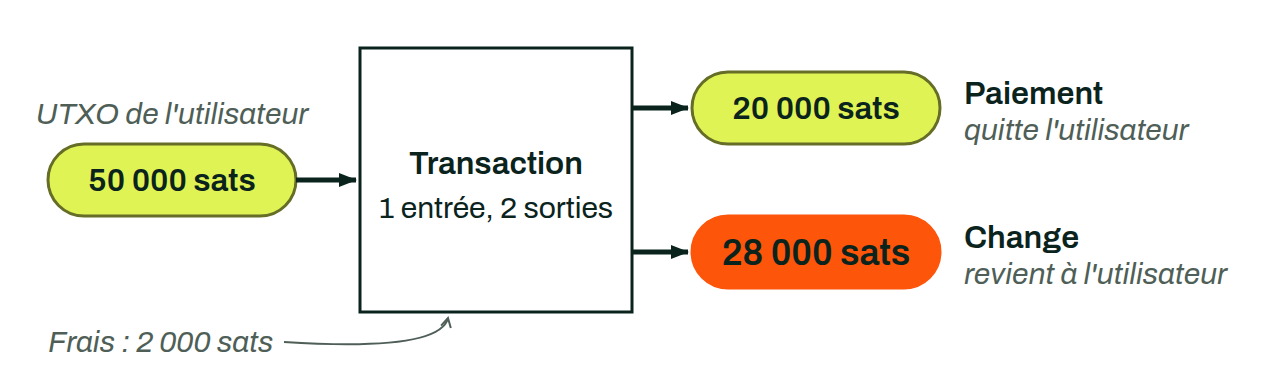 UTXO de l'utilisateur
50 000 sats
Transaction
1 entrée, 2 sorties
20 000 sats
Paiement
quitte l'utilisateur
28 000 sats
Change
revient à l'utilisateur
Frais : 2 000 sats